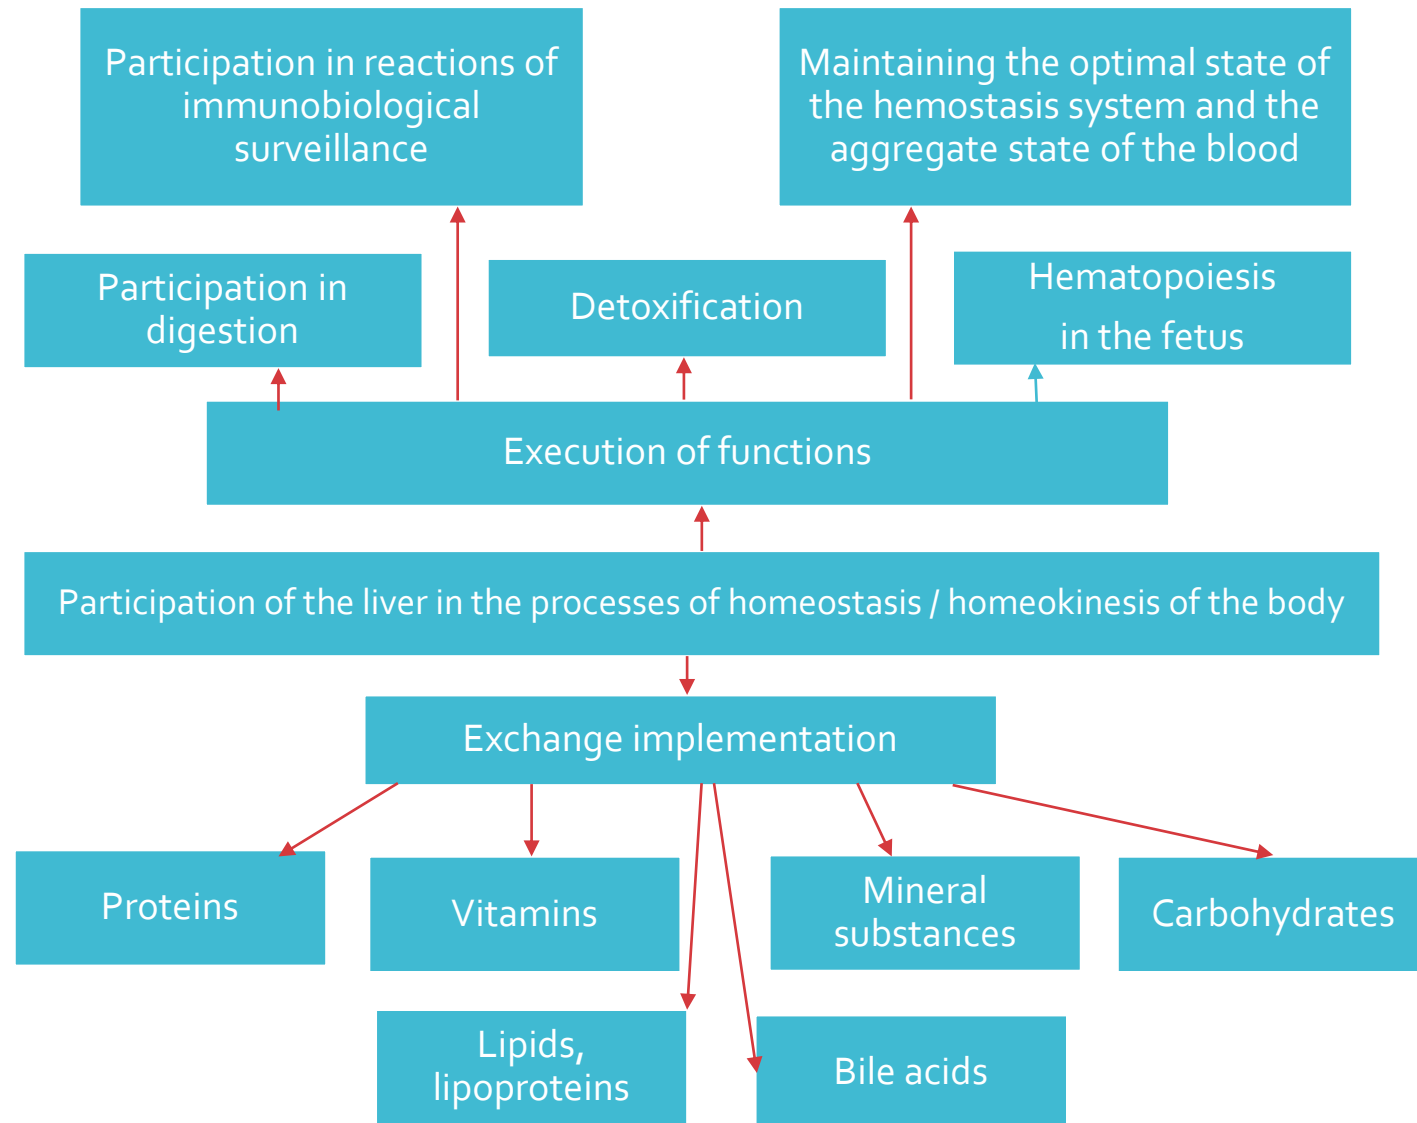 Participation in reactions of
immunobiological
surveillance
Maintaining the optimal state of
the hemostasis system and the
aggregate state of the blood
Participation in
digestion
Detoxification
Hematopoiesis
in the fetus
Execution of functions
Participation of the liver in the processes of homeostasis / homeokinesis of the body
Exchange implementation
Proteins
Vitamins
Mineral
substances
Carbohydrates
Lipids,
lipoproteins
Bile acids